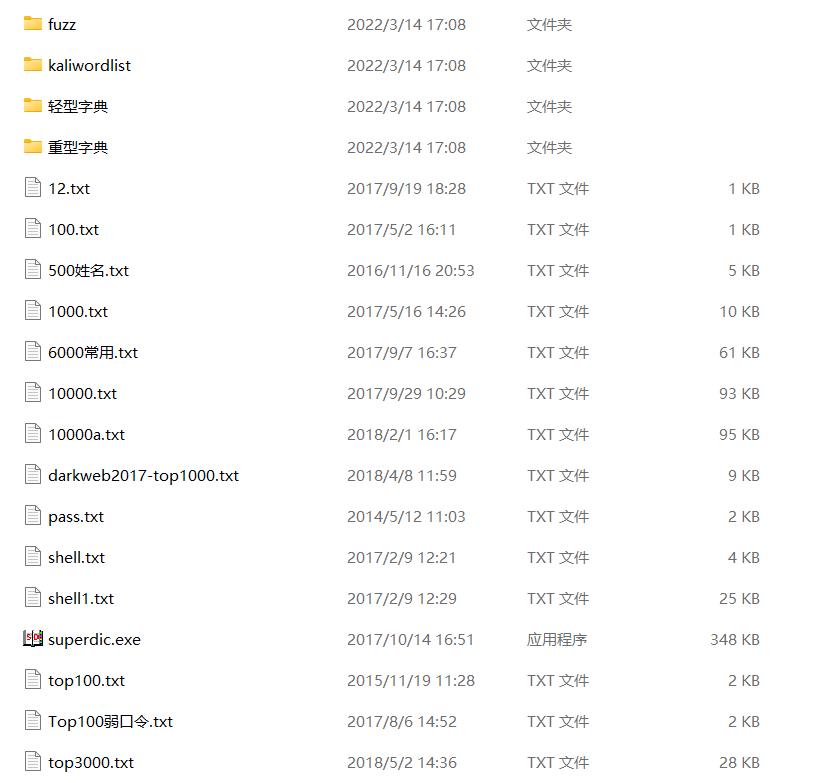 fuzz 2022/3/14 17:08 文件夹
kaliwordlist 2022/3/14 17:08 文件夹
轻型字典 2022/3/14 17:08 文件夹
重型字典 2022/3/14 17:08 文件夹
12.txt 2017/9/19 18:28 TXT 文件 1 KB
100.txt 2017/5/2 16:11 TXT 文件 1 KB
500姓名.txt 2016/11/16 20:53 TXT 文件 5 KB
1000.txt 2017/5/16 14:26 TXT 文件 10 KB
6000常用.txt 2017/9/7 16:37 TXT 文件 61 KB
10000.txt 2017/9/29 10:29 TXT 文件 93 KB
10000a.txt 2018/2/1 16:17 TXT 文件 95 KB
darkweb2017-top1000.txt 2018/4/8 11:59 TXT 文件 9 KB
pass.txt 2014/5/12 11:03 TXT 文件 2 KB
shell.txt 2017/2/9 12:21 TXT 文件 4 KB
shell1.txt 2017/2/9 12:29 TXT 文件 25 KB
superdic.exe 2017/10/14 16:51 应用程序 348 KB
top100.txt 2015/11/19 11:28 TXT 文件 2 KB
Top100弱口令.txt 2017/8/6 14:52 TXT 文件 2 KB
top3000.txt 2018/5/2 14:36 TXT 文件 28 KB